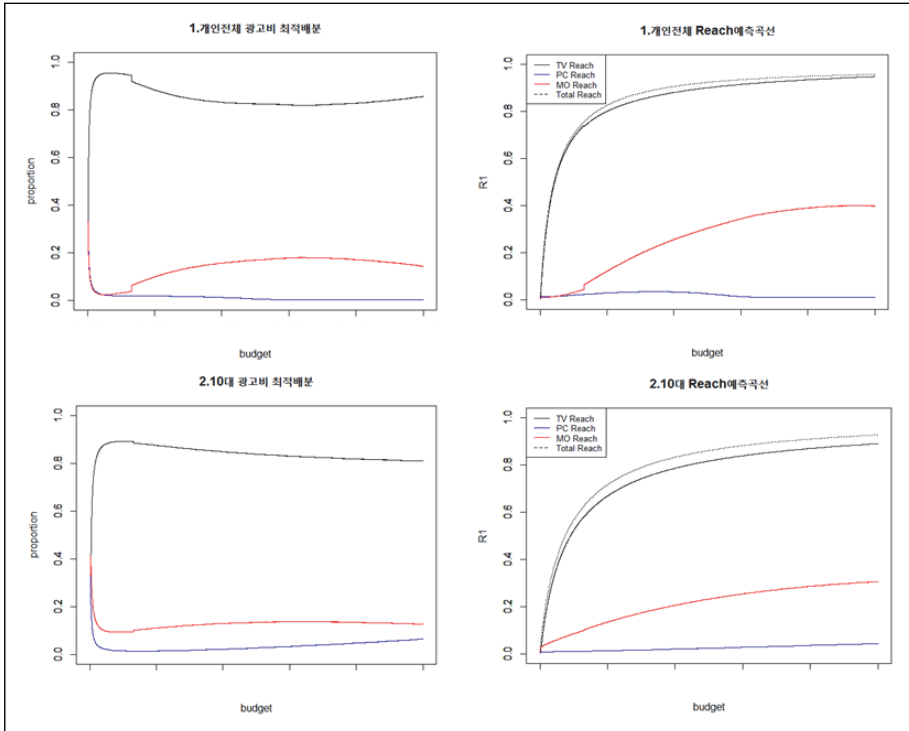 1.개인전체 광고비 최적배분
proportion
0.0
0.2
0.4
0.6
0.8
1.0
budget
1.개인전체 Reach예측곡선
R1
0.0
0.2
0.4
0.6
0.8
1.0
TV Reach
PC Reach
MO Reach
Total Reach
budget
2.10대 광고비 최적배분
proportion
0.0
0.2
0.4
0.6
0.8
1.0
budget
2.10대 Reach예측곡선
R1
0.0
0.2
0.4
0.6
0.8
1.0
TV Reach
PC Reach
MO Reach
Total Reach
budget